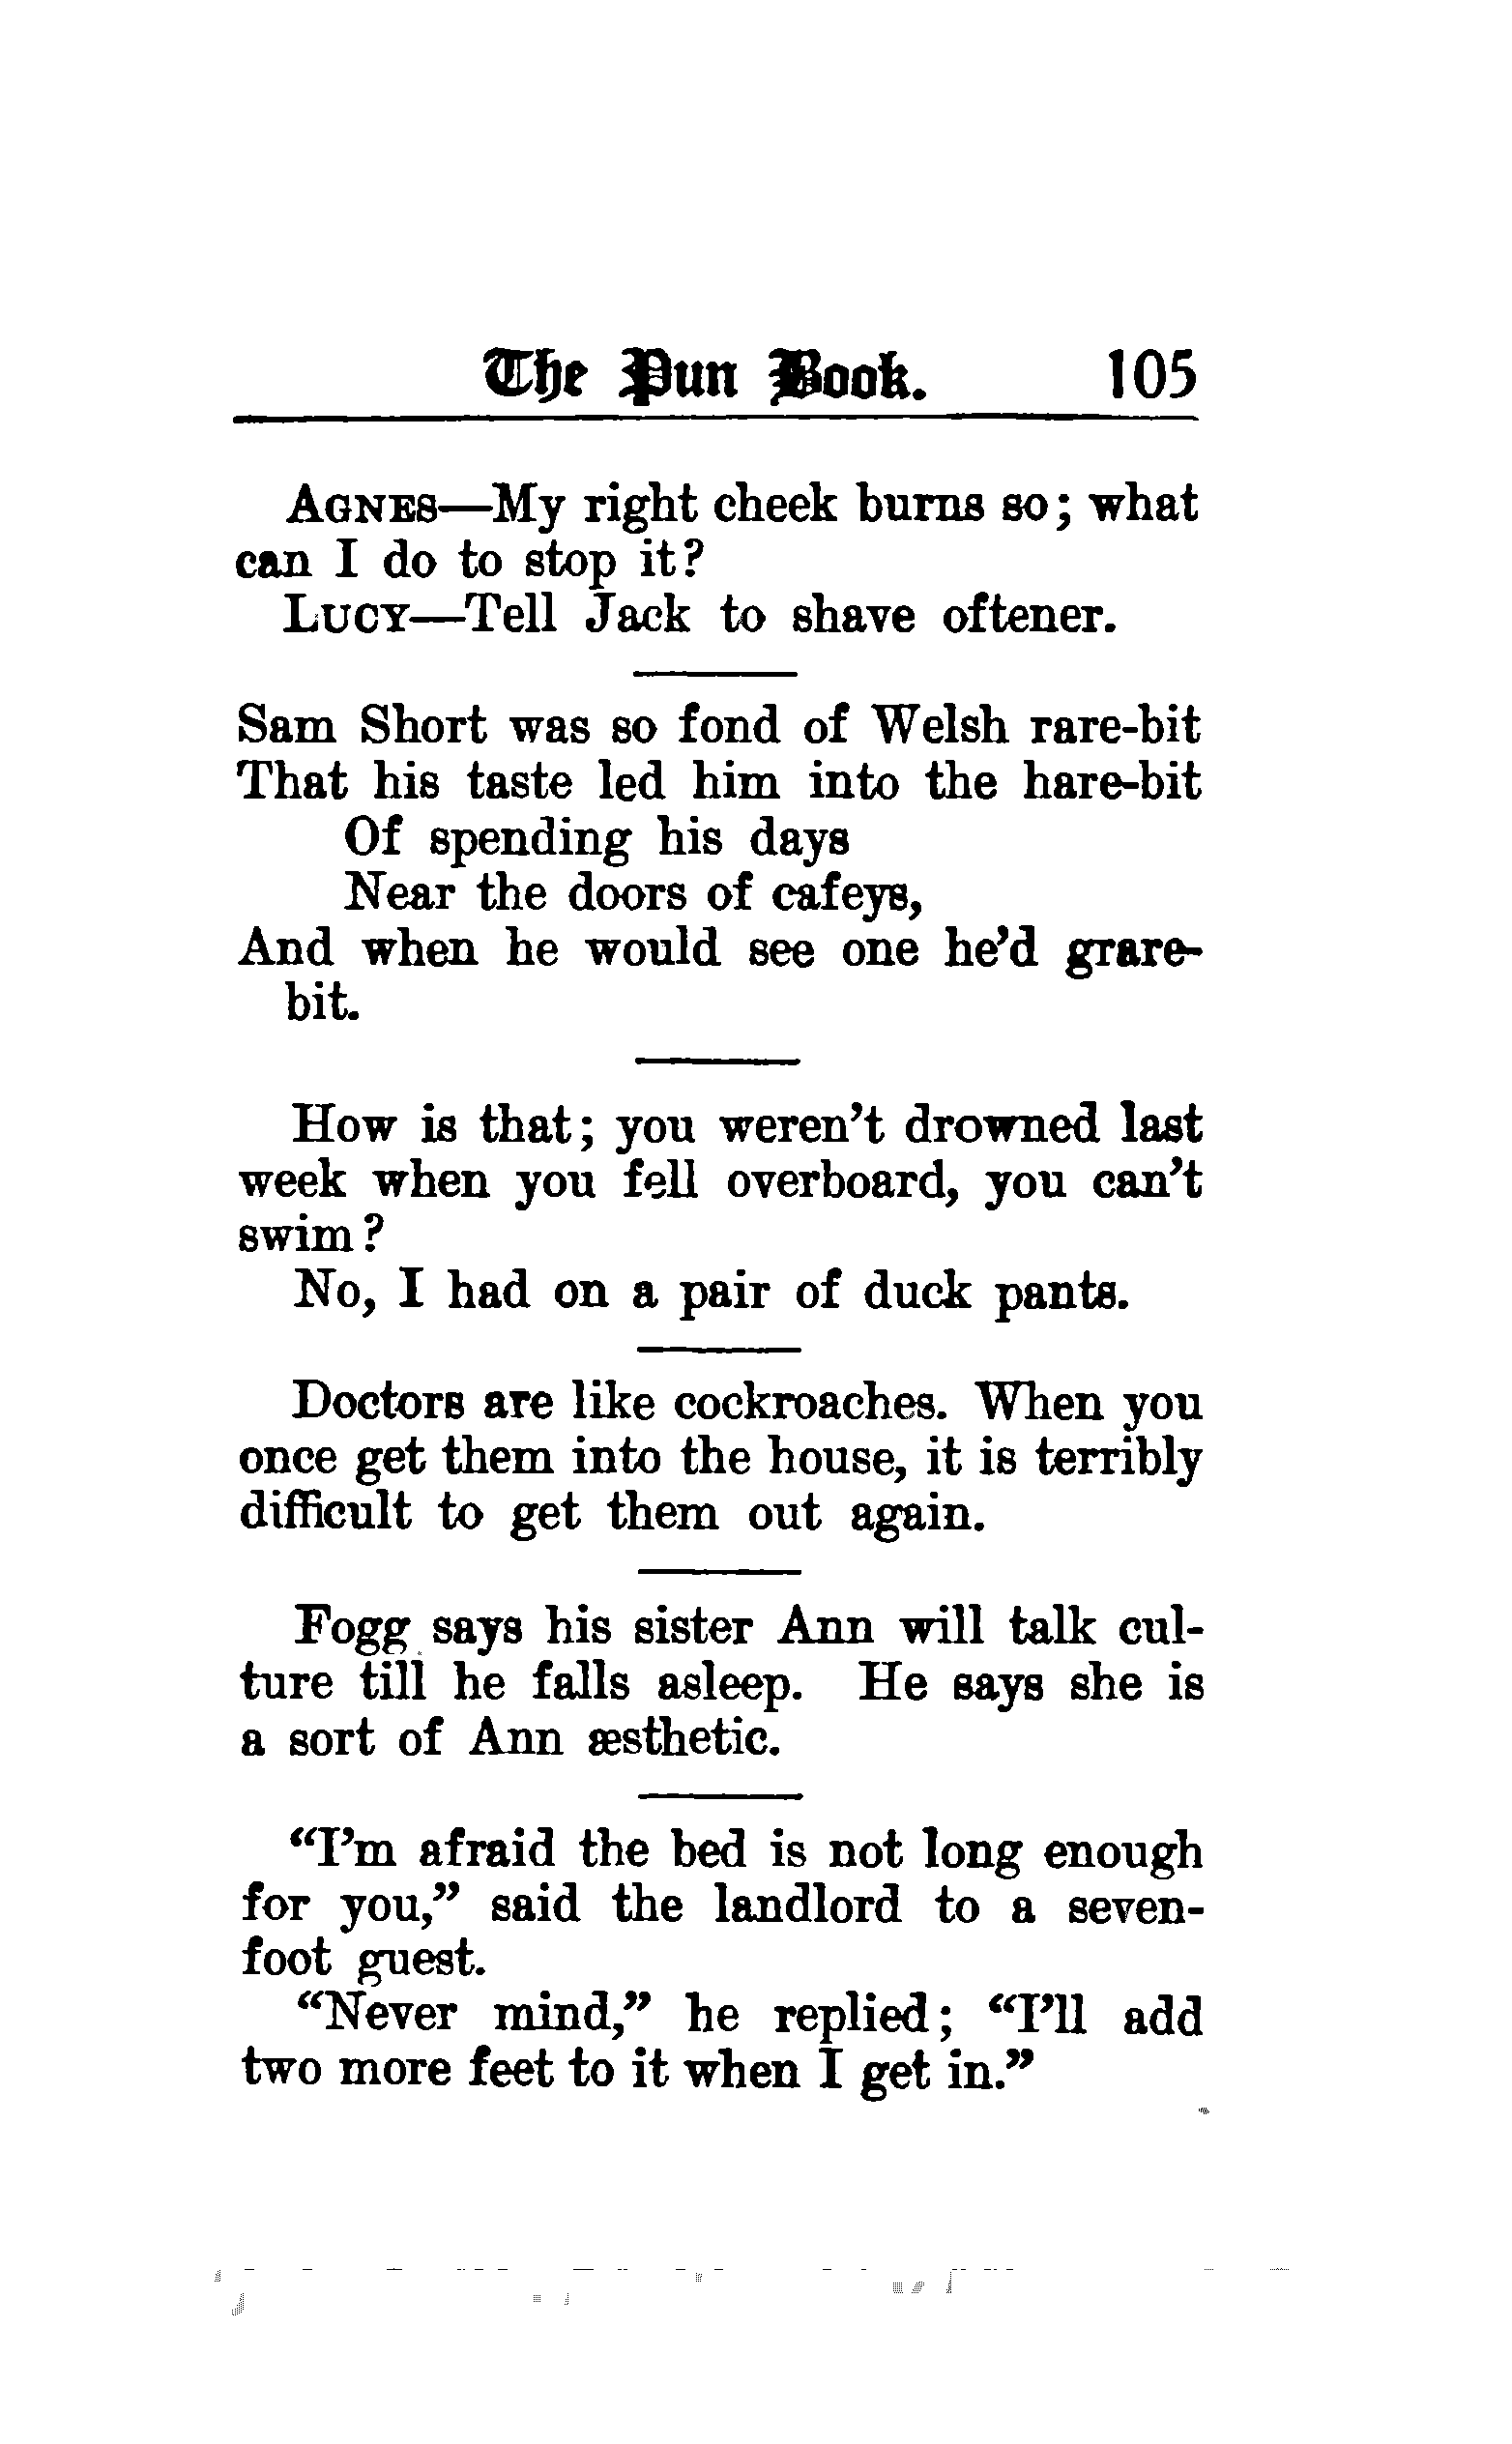 The Pun Book. 105
AGNES—My right cheek burns so; what
can I do to stop it?
LUCY—Tell Jack to shave oftener.
Sam Short was so fond of Welsh rare-bit
That his taste led him into the hare-bit
Of spending his days
Near the doors of cafeys,
And when he would see one he'd grare-
bit.
How is that; you weren't drowned last
week when you fell overboard, you can't
swim?
No, I had on a pair of duck pants.
Doctors are like cockroaches. When you
once get them into the house, it is terribly
difficult to get them out again.
Fogg says his sister Ann will talk cul-
ture till he falls asleep. He says she is
a sort of Ann æsthetic.
"I'm afraid the bed is not long enough
for you," said the landlord to a seven-
foot guest.
"Never mind," he replied; "I'll add
two more feet to it when I get in."